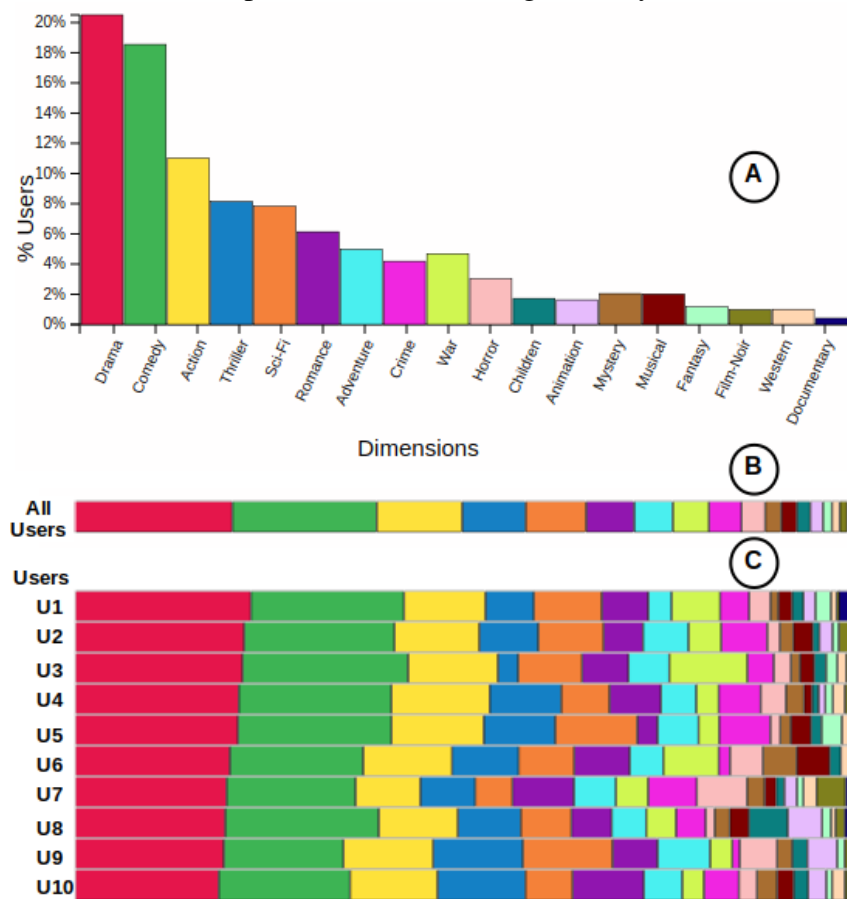 20%
18%
16%
14%
12%
10%
8%
6%
4%
2%
0%
% Users
A
Drama
Comedy
Action
Thriller
Sci-Fi
Romance
Adventure
Crime
War
Horror
Children
Animation
Mystery
Musical
Fantasy
Film-Noir
Western
Documentary
Dimensions
B
All
Users
C
Users
U1
U2
U3
U4
U5
U6
U7
U8
U9
U10